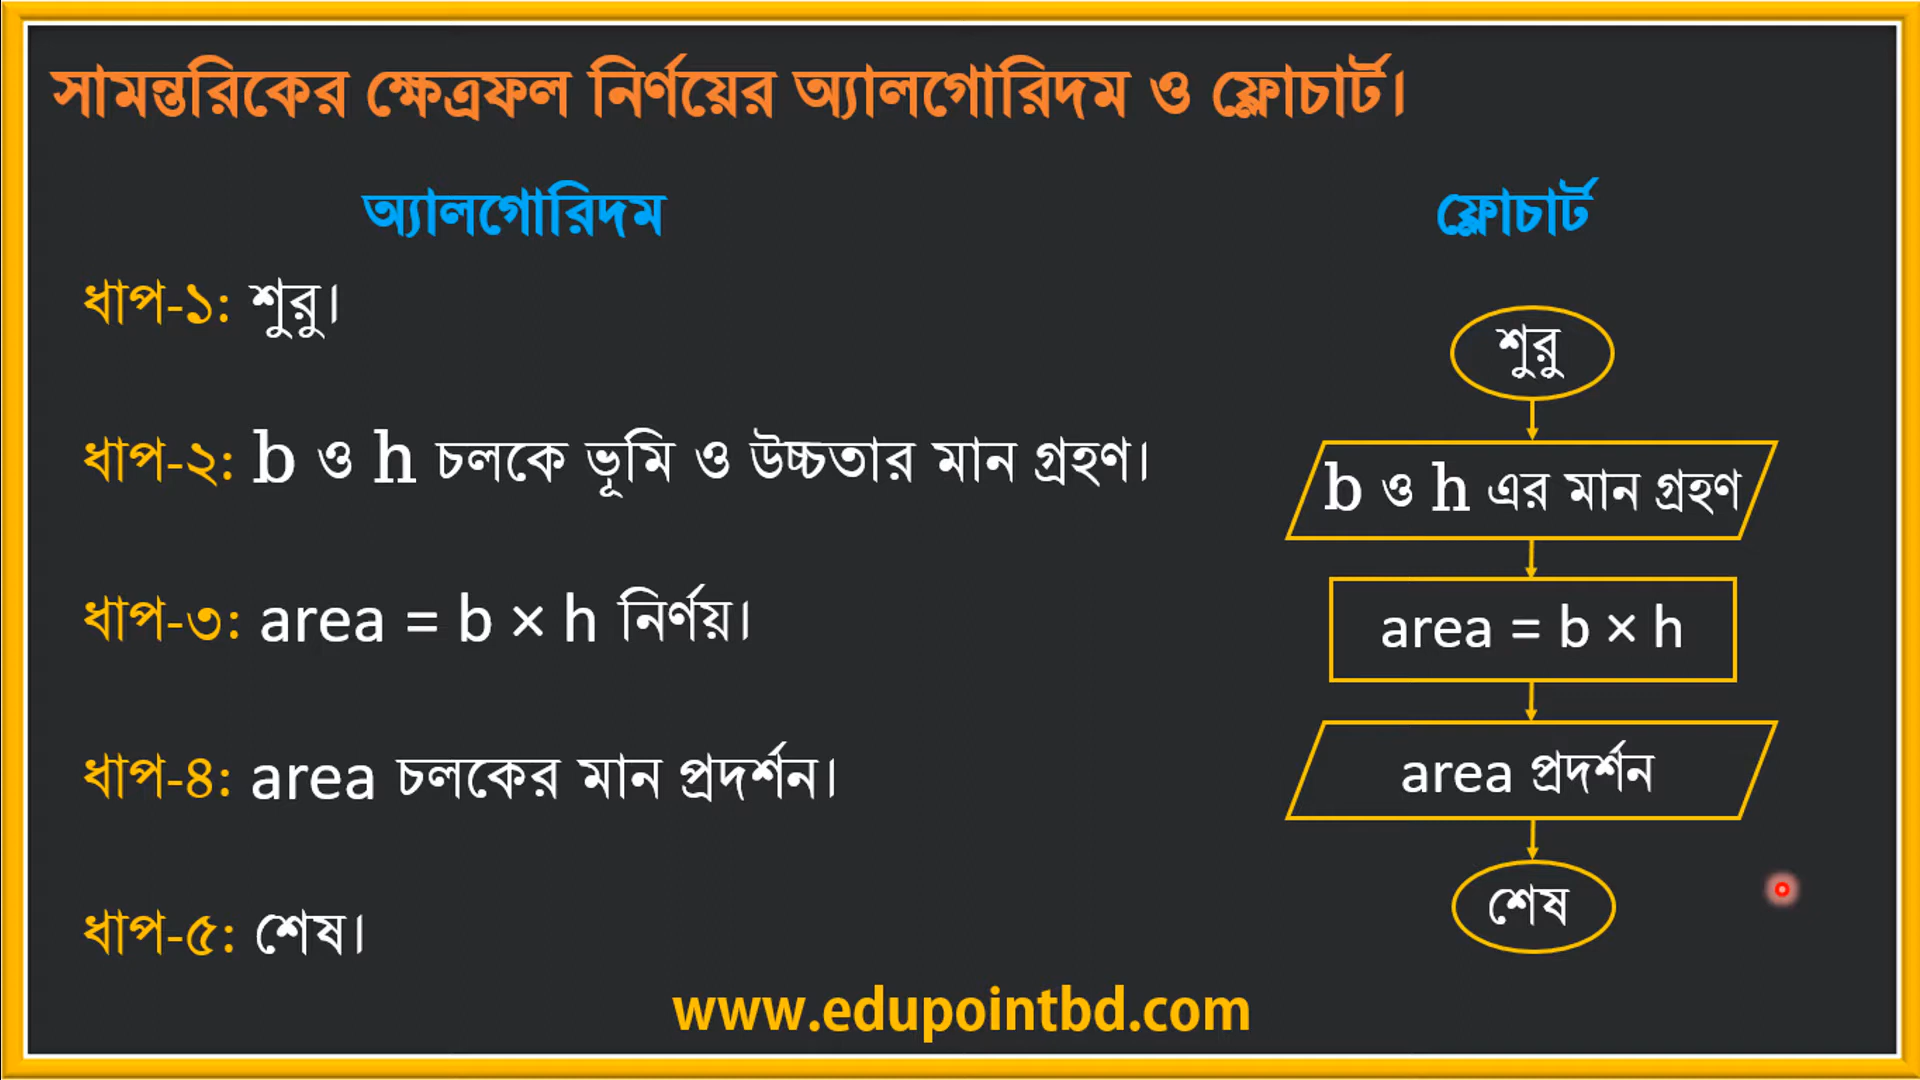 সামন্তরিকের ক্ষেত্রফল নির্ণয়ের অ্যালগোরিদম ও ফ্লোচার্ট।
অ্যালগোরিদম
ধাপ-১: শুরু।
ধাপ-২: b ও h চলকে ভূমি ও উচ্চতার মান গ্রহণ।
ধাপ-৩: area = b × h নির্ণয়।
ধাপ-৪: area চলকের মান প্রদর্শন।
ধাপ-৫: শেষ।
ফ্লোচার্ট
শুরু
b ও h এর মান গ্রহণ
area = b × h
area প্রদর্শন
শেষ
www.edupointbd.com